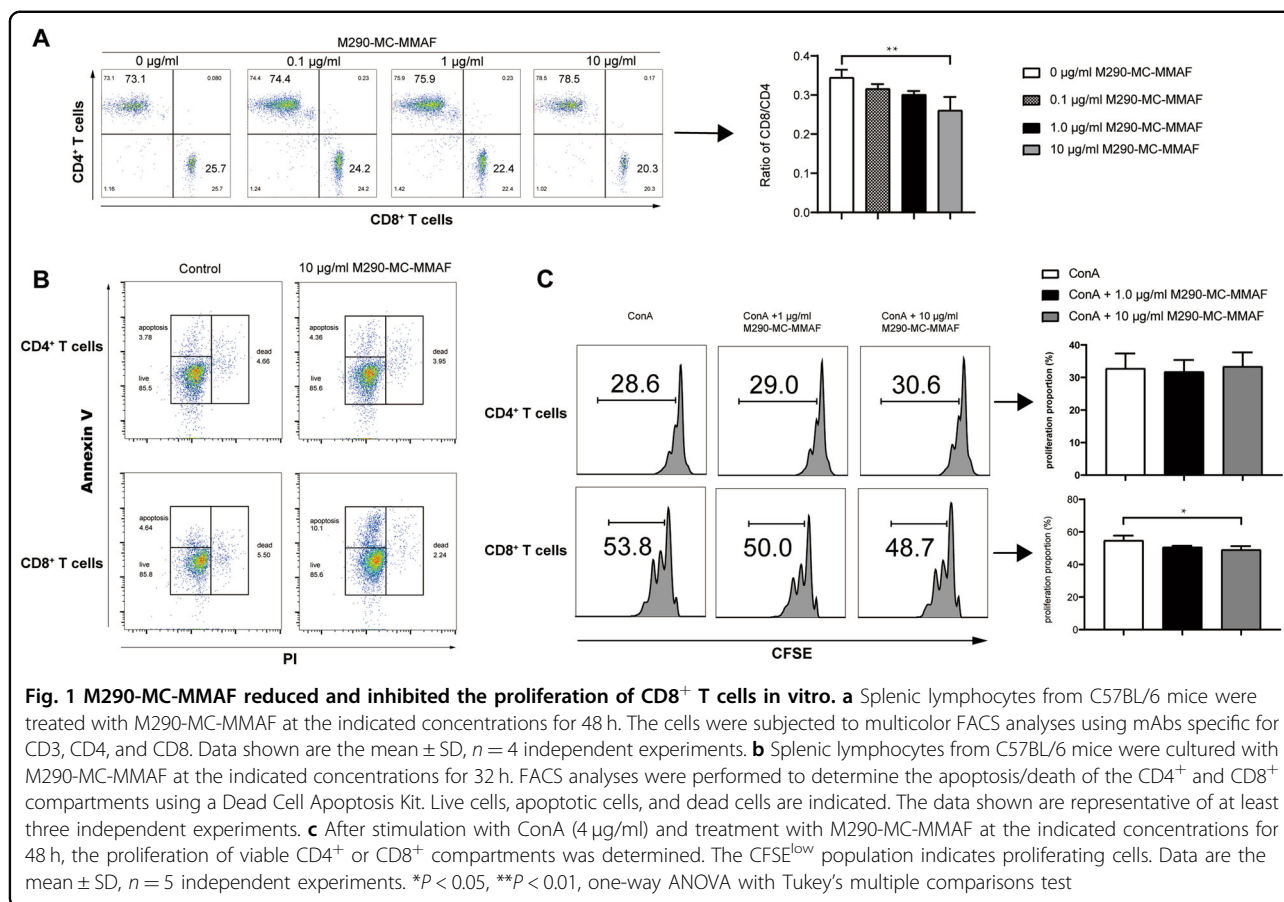 A
M290-MC-MMAF
0 µg/ml 0.1 µg/ml 1 µg/ml 10 µg/ml
73.1 73.1 0.080 74.4 74.4 0.23 75.9 75.9 0.23 78.5 78.5 0.17
CD4+ T cells
25.7 24.2 22.4 20.3
1.16 25.7 1.24 24.2 1.42 22.4 1.02 20.3
CD8+ T cells
Ratio of CD8/CD4
0.4
0.3
0.2
0.1
0.0
**
0 µg/ml M290-MC-MMAF
0.1 µg/ml M290-MC-MMAF
1.0 µg/ml M290-MC-MMAF
10 µg/ml M290-MC-MMAF
B
Control 10 µg/ml M290-MC-MMAF
CD4+ T cells
apoptosis
3.78
dead
4.66
live
85.5
apoptosis
4.36
dead
3.95
live
85.6
Annexin V
CD8+ T cells
apoptosis
4.64
dead
5.50
live
85.8
apoptosis
10.1
dead
2.24
live
85.6
PI
C
ConA
ConA +1 µg/ml
M290-MC-MMAF
ConA + 10 µg/ml
M290-MC-MMAF
CD4+ T cells
28.6 29.0 30.6
CD8+ T cells
53.8 50.0 48.7
CFSE
ConA
ConA + 1.0 µg/ml M290-MC-MMAF
ConA + 10 µg/ml M290-MC-MMAF
proliferation proportion (%)
40
30
20
10
0
proliferation proportion (%)
80
60
40
20
0
*
Fig. 1 M290-MC-MMAF reduced and inhibited the proliferation of CD8+ T cells in vitro. a Splenic lymphocytes from C57BL/6 mice were
treated with M290-MC-MMAF at the indicated concentrations for 48 h. The cells were subjected to multicolor FACS analyses using mAbs specific for
CD3, CD4, and CD8. Data shown are the mean ± SD, n = 4 independent experiments. b Splenic lymphocytes from C57BL/6 mice were cultured with
M290-MC-MMAF at the indicated concentrations for 32 h. FACS analyses were performed to determine the apoptosis/death of the CD4+ and CD8+
compartments using a Dead Cell Apoptosis Kit. Live cells, apoptotic cells, and dead cells are indicated. The data shown are representative of at least
three independent experiments. c After stimulation with ConA (4 µg/ml) and treatment with M290-MC-MMAF at the indicated concentrations for
48 h, the proliferation of viable CD4+ or CD8+ compartments was determined. The CFSElow population indicates proliferating cells. Data are the
mean ± SD, n = 5 independent experiments. *P < 0.05, **P < 0.01, one-way ANOVA with Tukey's multiple comparisons test